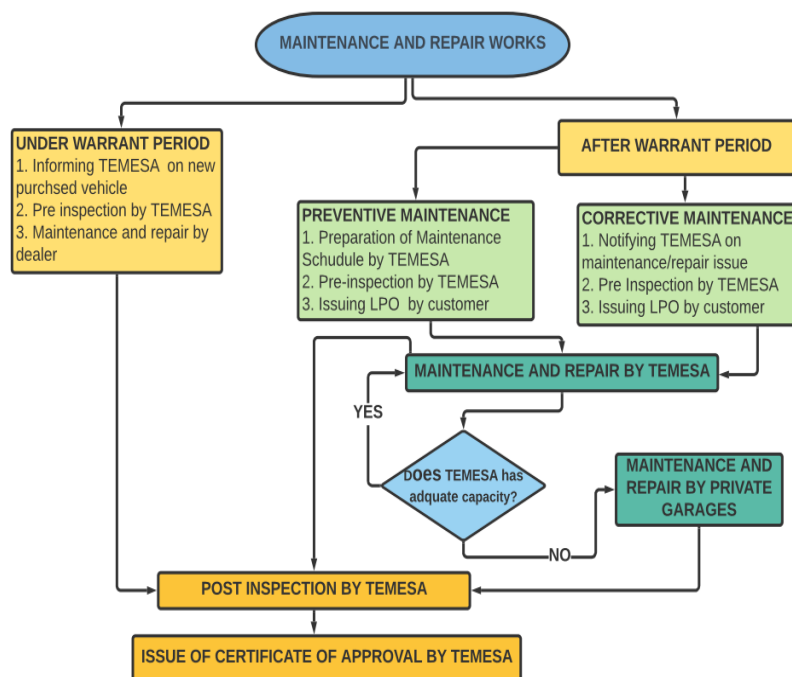 MAINTENANCE AND REPAIR WORKS
UNDER WARRANT PERIOD
1. Informing TEMESA on new
purchsed vehicle
2. Pre inspection by TEMESA
3. Maintenance and repair by
dealer
AFTER WARRANT PERIOD
PREVENTIVE MAINTENANCE
1. Preparation of Maintenance
Schudule by TEMESA
2. Pre-inspection by TEMESA
3. Issuing LPO by customer
CORRECTIVE MAINTENANCE
1. Notifying TEMESA on
maintenance/repair issue
2. Pre Inspection by TEMESA
3. Issuing LPO by customer
MAINTENANCE AND REPAIR BY TEMESA
YES
Does TEMESA has
adquate capacity?
NO
MAINTENANCE AND
REPAIR BY PRIVATE
GARAGES
POST INSPECTION BY TEMESA
ISSUE OF CERTIFICATE OF APPROVAL BY TEMESA